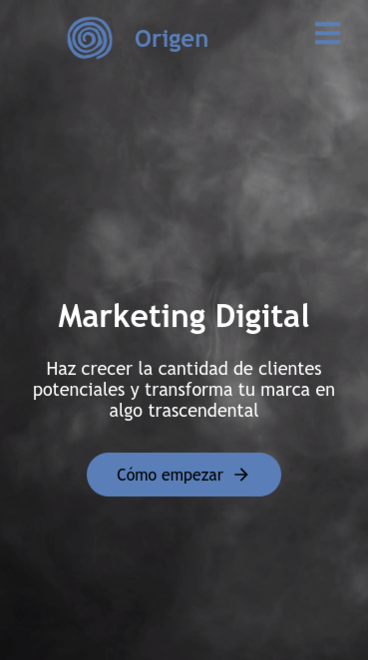 Origen
Marketing Digital
Haz crecer la cantidad de clientes
potenciales y transforma tu marca en
algo trascendental
Cómo empezar